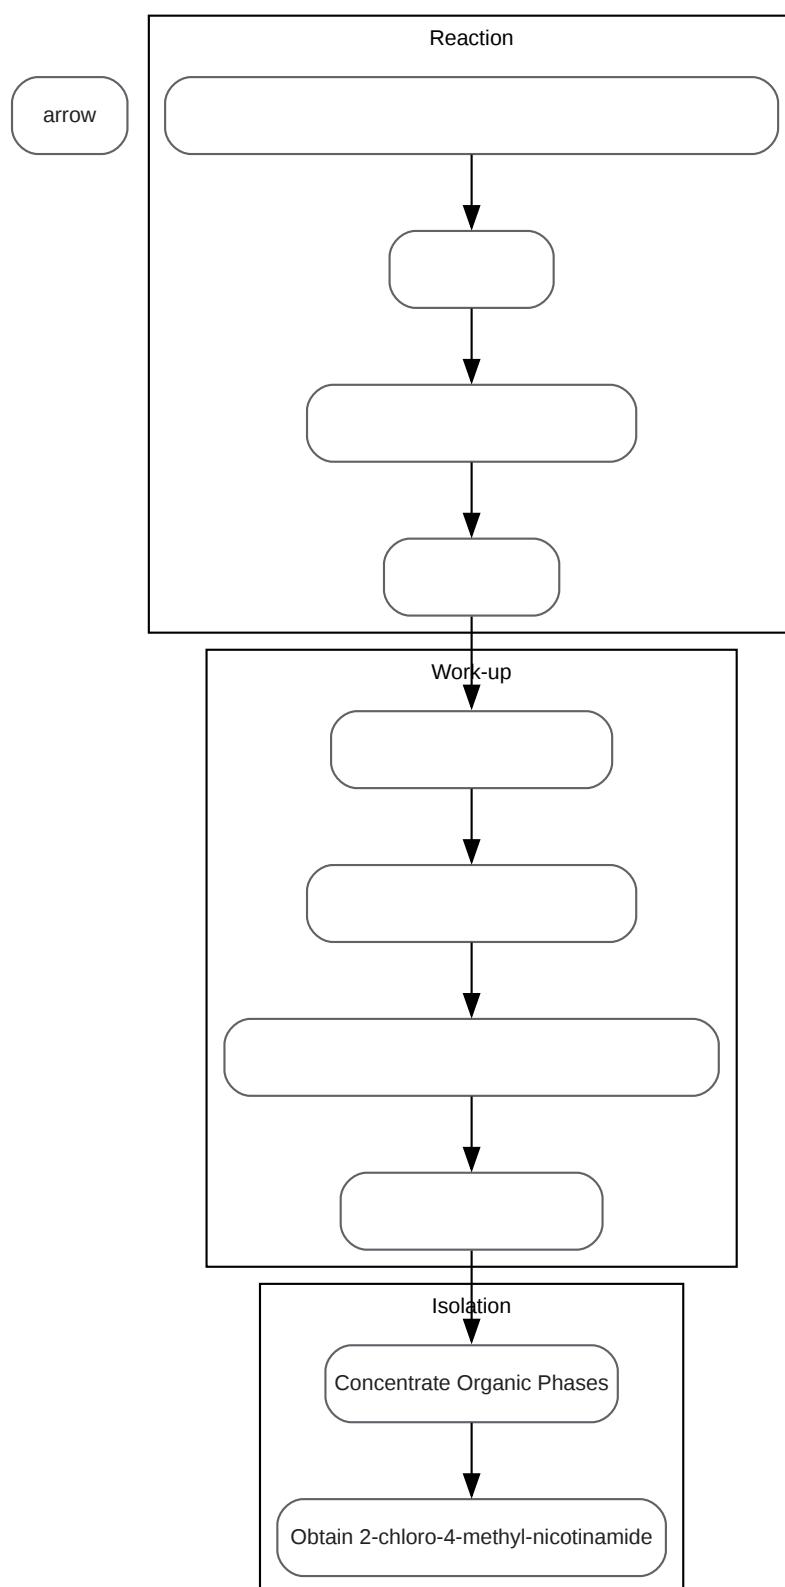 Reaction
arrow
Work-up
Isolation
Concentrate Organic Phases
Obtain 2-chloro-4-methyl-nicotinamide